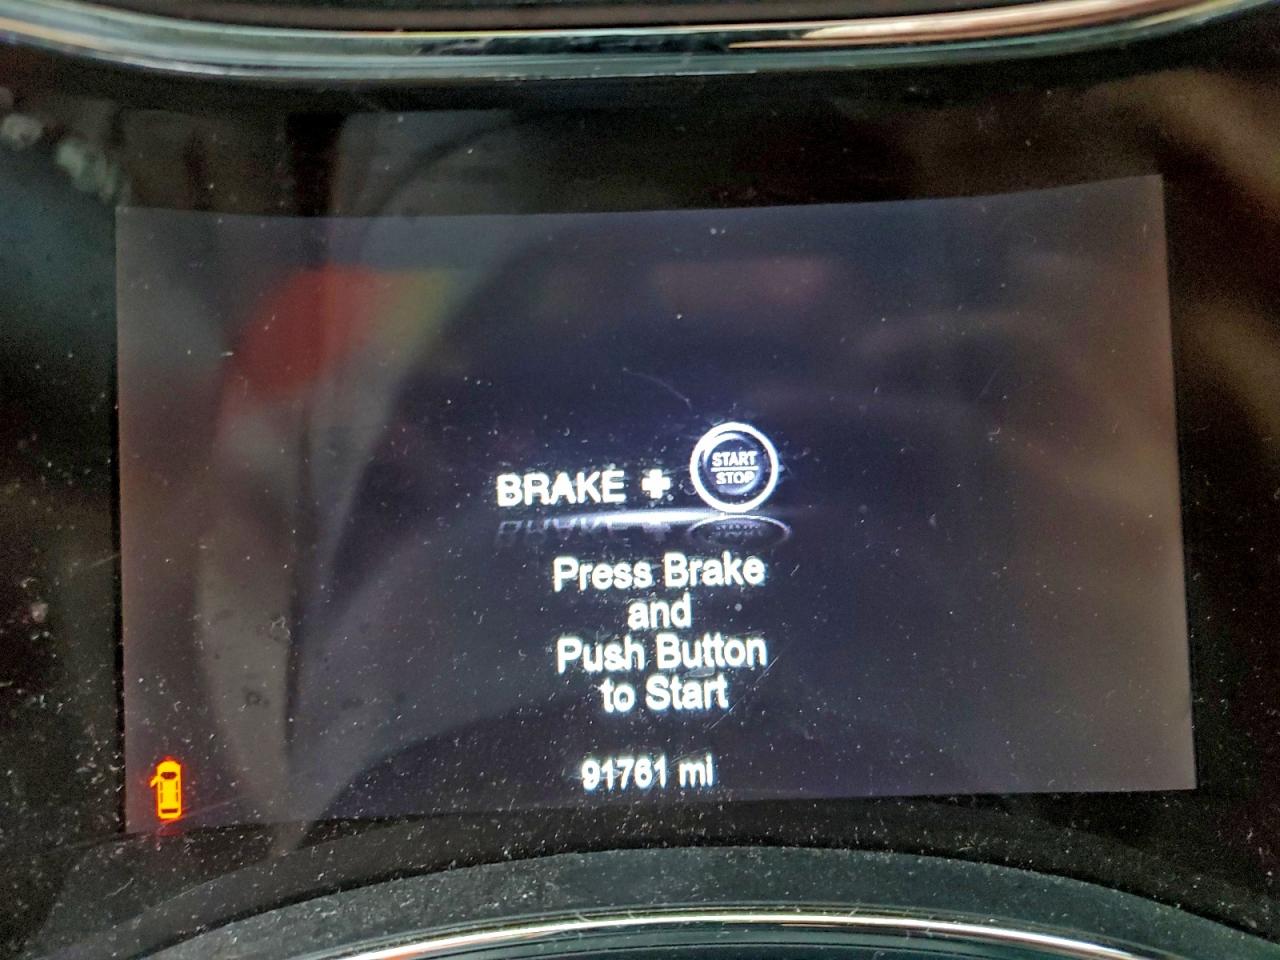 BRAKE +
START
STOP
Press Brake
and
Push Button
to Start
91761 mi